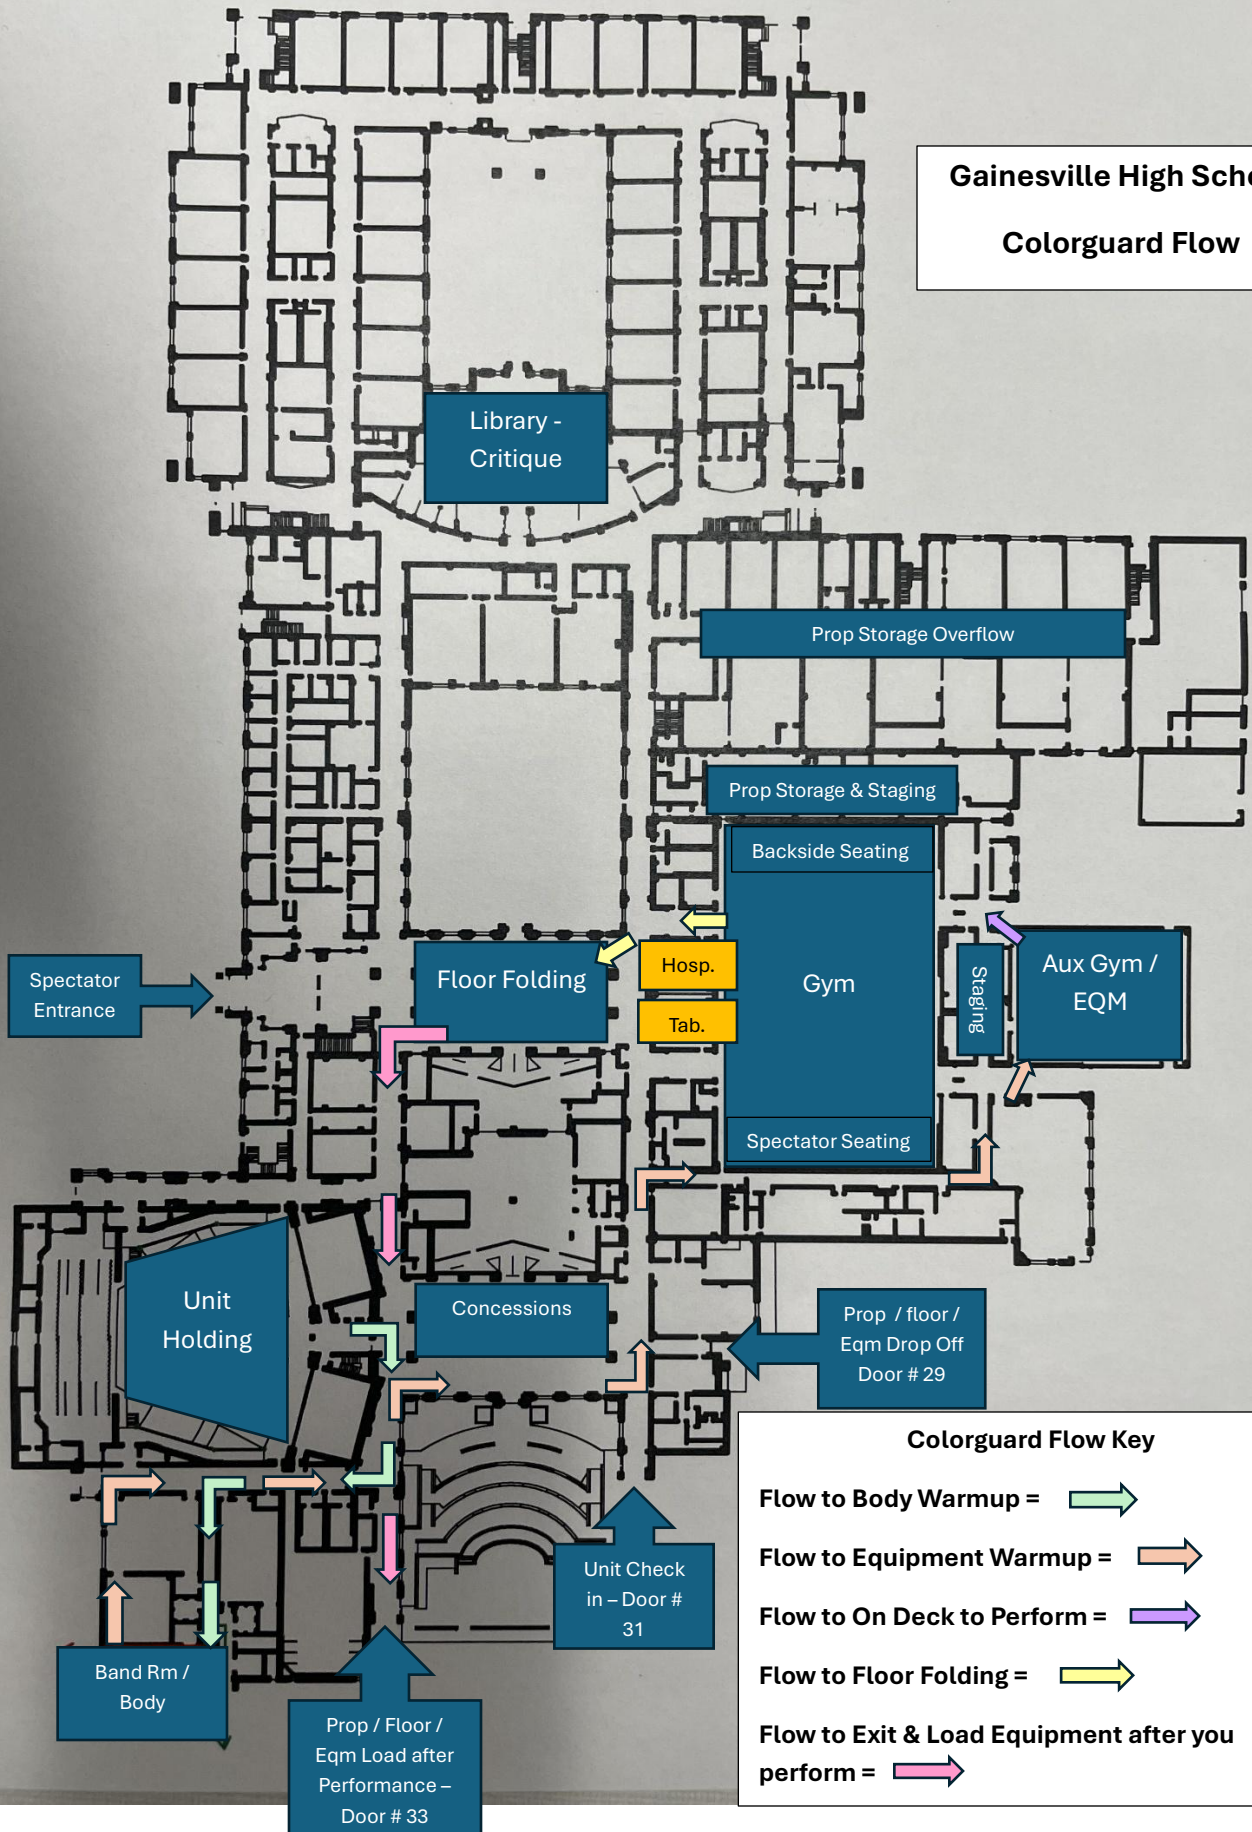 Gainesville High Scho
Colorguard Flow
Library -
Critique
Prop Storage Overflow
Prop Storage & Staging
Backside Seating
Spectator
Entrance
Floor Folding
Hosp.
Tab.
Gym
Staging
Aux Gym /
EQM
Spectator Seating
Unit
Holding
Concessions
Prop / floor /
Eqm Drop Off
Door # 29
Colorguard Flow Key
Flow to Body Warmup =
Flow to Equipment Warmup =
Flow to On Deck to Perform =
Flow to Floor Folding =
Flow to Exit & Load Equipment after you
perform =
Unit Check
in – Door #
31
Band Rm /
Body
Prop / Floor /
Eqm Load after
Performance –
Door # 33